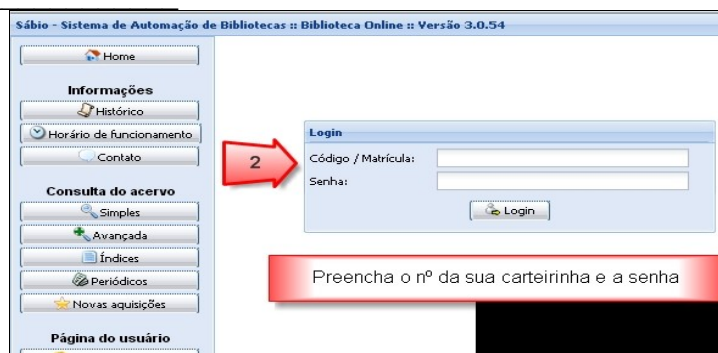 Sábio - Sistema de Automação de Bibliotecas :: Biblioteca Online :: Versão 3.0.54
Home
Informações
Histórico
Horário de funcionamento
Contato
Consulta do acervo
Simples
Avançada
Índices
Periódicos
Novas aquisições
Página do usuário
2
Login
Código / Matrícula:
Senha:
Login
Preencha o nº da sua carteirinha e a senha